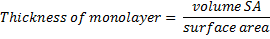 Thickness of monolayer = volume SA / surface area